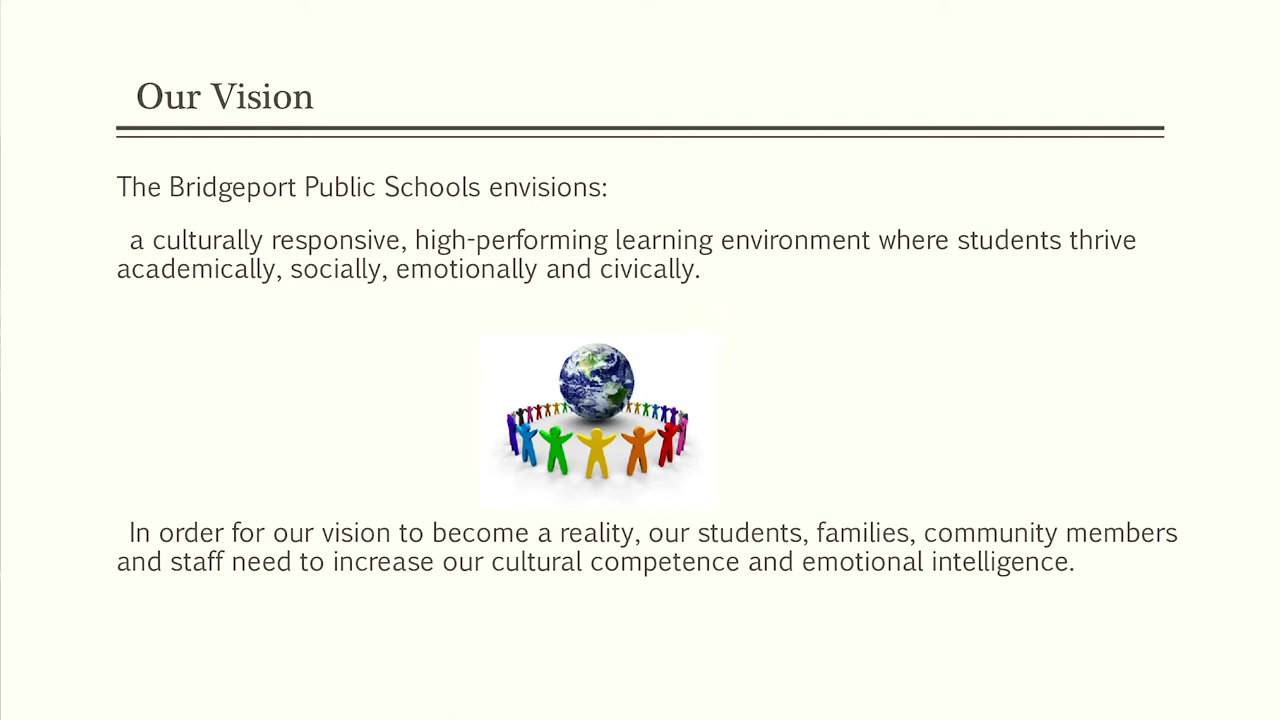 Our Vision
The Bridgeport Public Schools envisions:
a culturally responsive, high-performing learning environment where students thrive
academically, socially, emotionally and civically.
In order for our vision to become a reality, our students, families, community members
and staff need to increase our cultural competence and emotional intelligence.